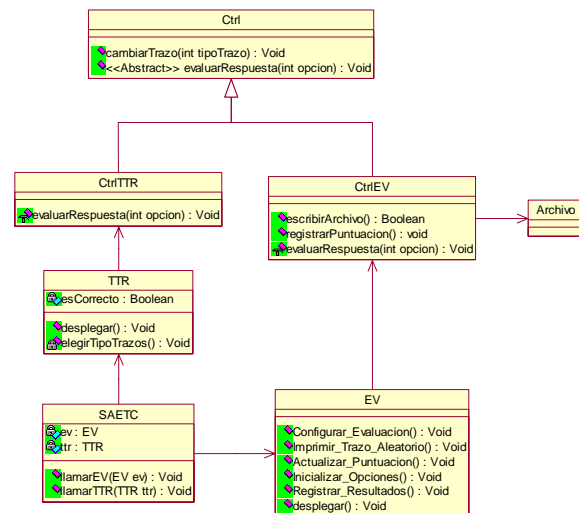 Ctrl
cambiarTrazo(int tipoTrazo) : Void
<<Abstract>> evaluarRespuesta(int opcion) : Void
CtrlTTR
evaluarRespuesta(int opcion) : Void
CtrlEV
escribirArchivo() : Boolean
registrarPuntuacion() : void
evaluarRespuesta(int opcion) : Void
Archivo
TTR
esCorrecto : Boolean
desplegar() : Void
elegirTipoTrazos() : Void
SAETC
ev : EV
ttr : TTR
llamarEV(EV ev) : Void
llamarTTR(TTR ttr) : Void
EV
Configurar_Evaluacion() : Void
Imprimir_Trazo_Aleatorio() : Void
Actualizar_Puntuacion() : Void
Inicializar_Opciones() : Void
Registrar_Resultados() : Void
desplegar() : Void